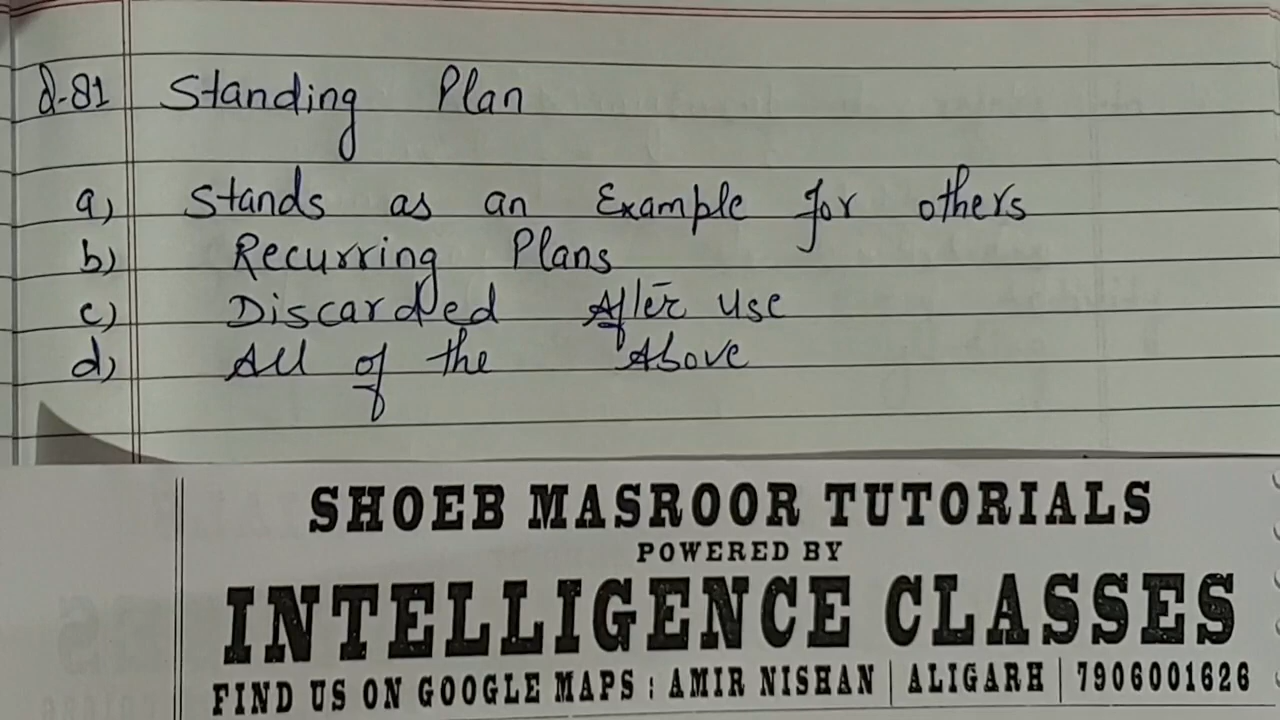 Q-81 Standing Plan
a) Stands as an Example for others
b) Recurring Plans
c) Discarded After Use
d) All of the Above
SHOEB MASROOR TUTORIALS
POWERED BY
INTELLIGENCE CLASSES
FIND US ON GOOGLE MAPS : AMIR NISHAN | ALIGARH | 7906001626